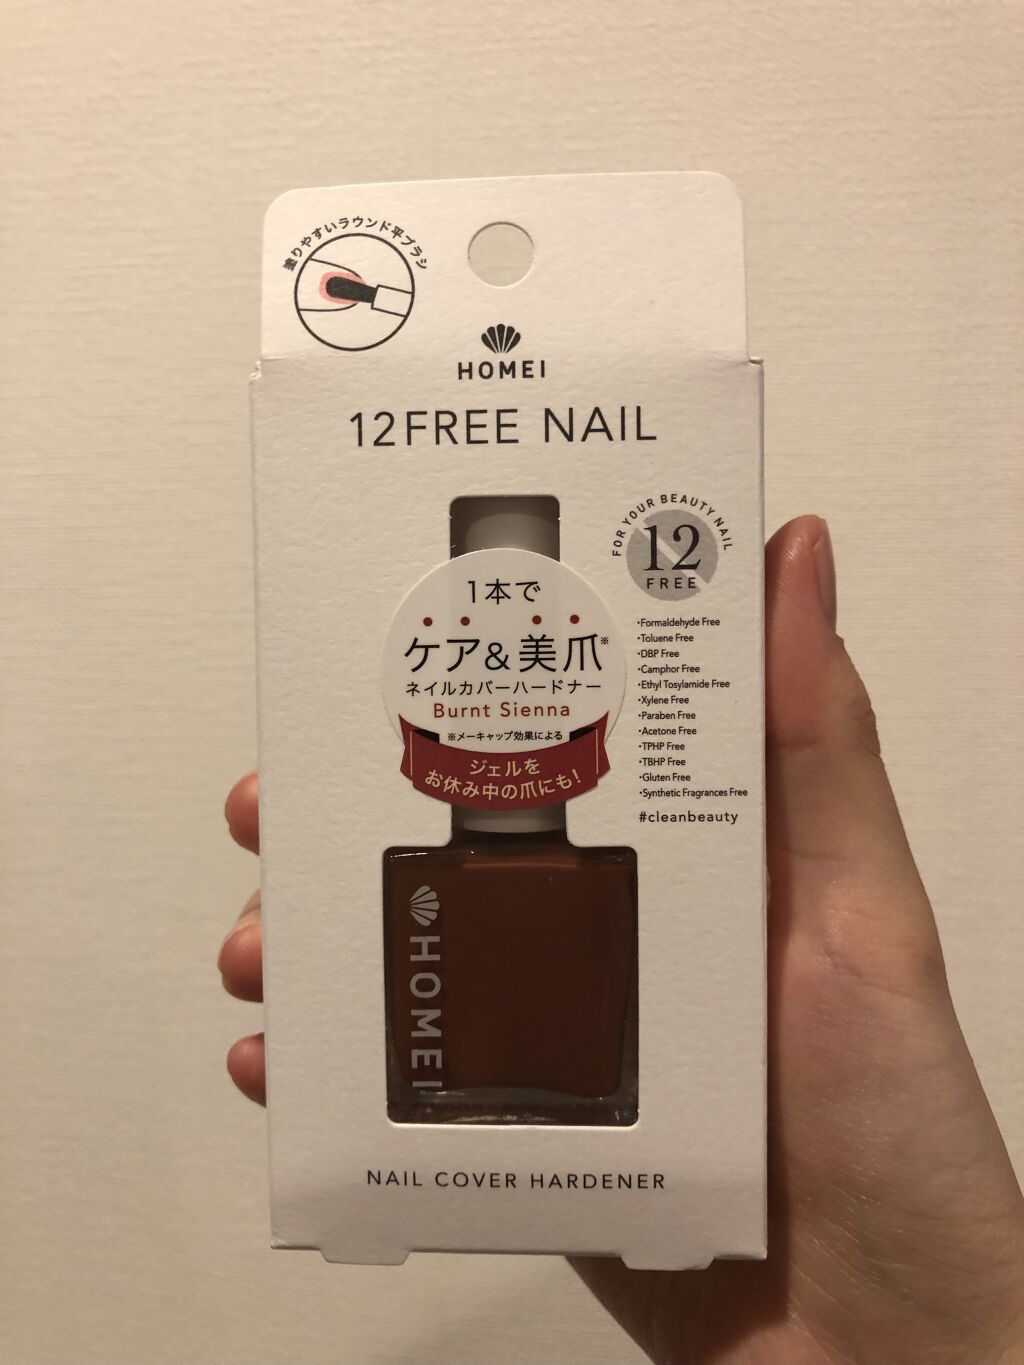 塗りやすいラウンド平ブラシ
HOMEI
12FREE NAIL
FOR YOUR BEAUTY NAIL
12
FREE
1本で
ケア&美爪※
ネイルカバーハードナー
Burnt Sienna
※メーキャップ効果による
ジェルを
お休み中の爪にも!
•Formaldehyde Free
•Toluene Free
•DBP Free
•Camphor Free
•Ethyl Tosylamide Free
•Xylene Free
•Paraben Free
•Acetone Free
•TPHP Free
•TBHP Free
•Gluten Free
•Synthetic Fragrances Free
#cleanbeauty
HOMEI
NAIL COVER HARDENER